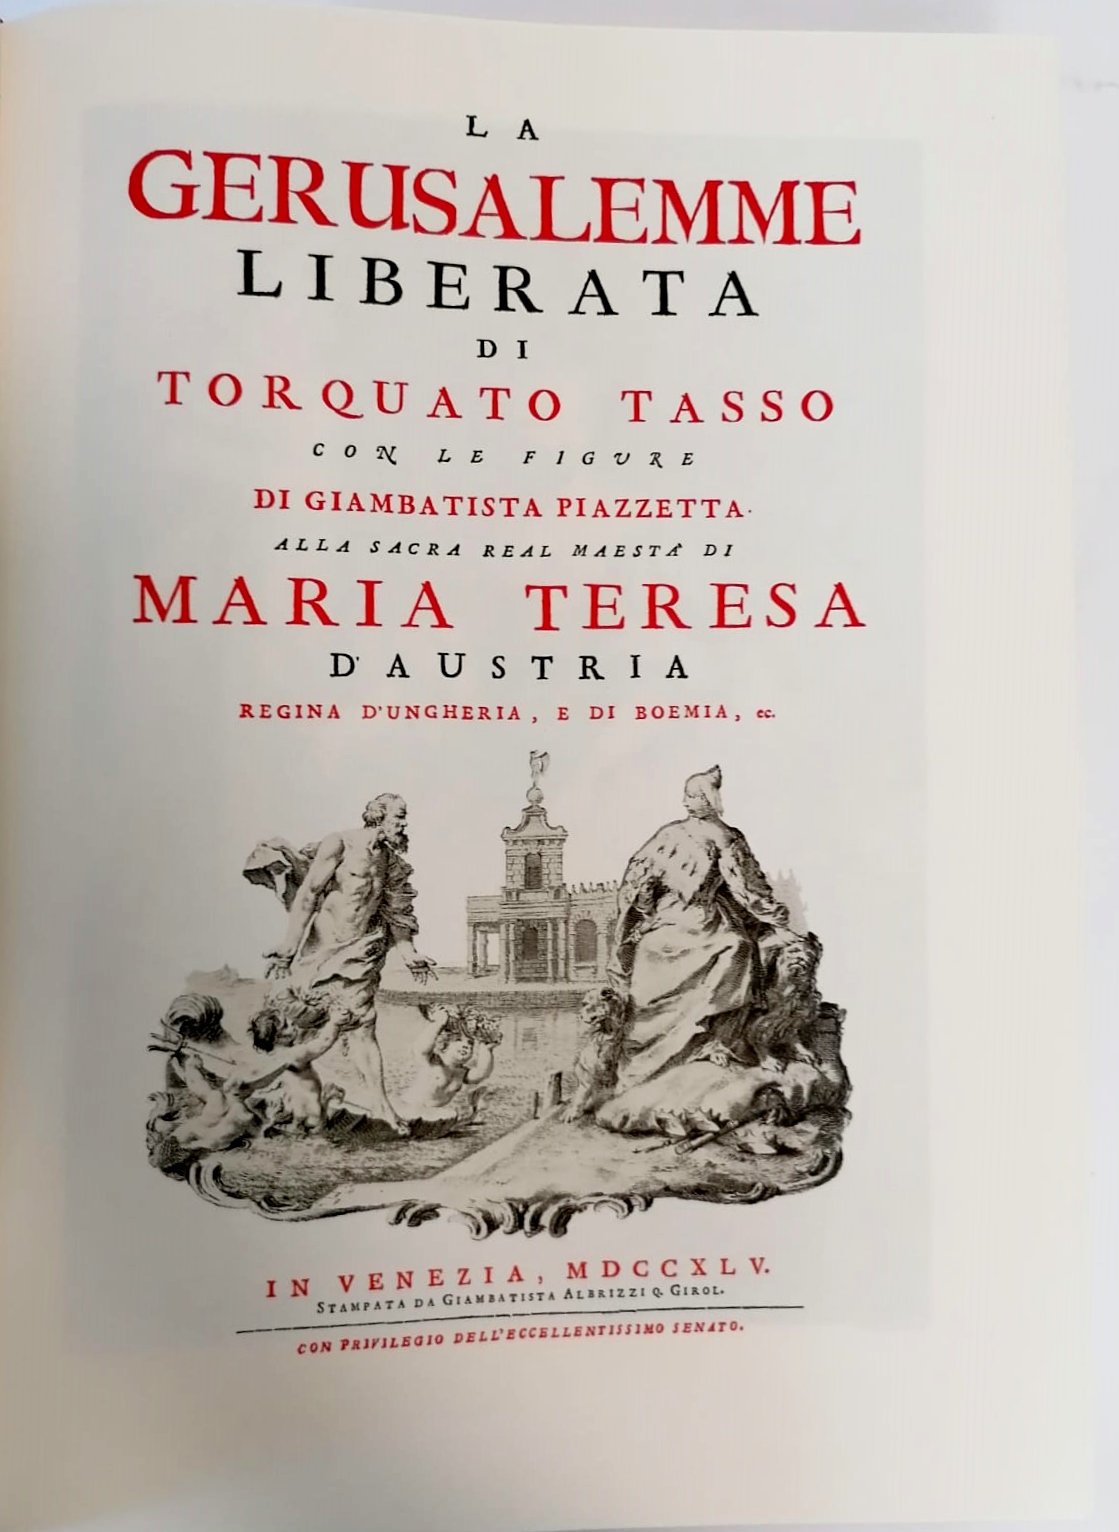 LA
GERUSALEMME
LIBERATA
DI
TORQUATO TASSO
CON LE FIGURE
DI GIAMBATISTA PIAZZETTA.
ALLA SACRA REAL MAESTA' DI
MARIA TERESA
D'AUSTRIA
REGINA D'UNGHERIA, E DI BOEMIA, ec.
IN VENEZIA, MDCCXLV.
STAMPATA DA GIAMBATISTA ALBRIZZI Q. GIROL.
CON PRIVILEGIO DELL'ECCELLENTISSIMO SENATO.